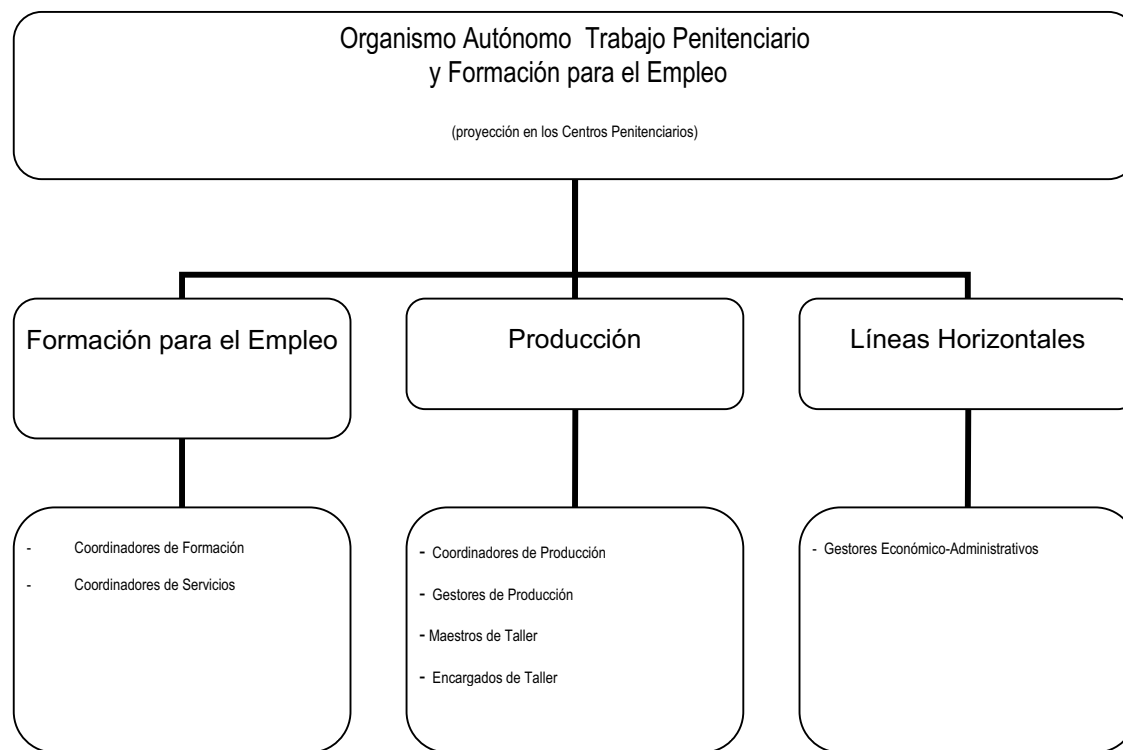 Organismo Autónomo Trabajo Penitenciario
y Formación para el Empleo
(proyección en los Centros Penitenciarios)
Formación para el Empleo
Producción
Líneas Horizontales
- Coordinadores de Formación
- Coordinadores de Servicios
- Coordinadores de Producción
- Gestores de Producción
- Maestros de Taller
- Encargados de Taller
- Gestores Económico-Administrativos